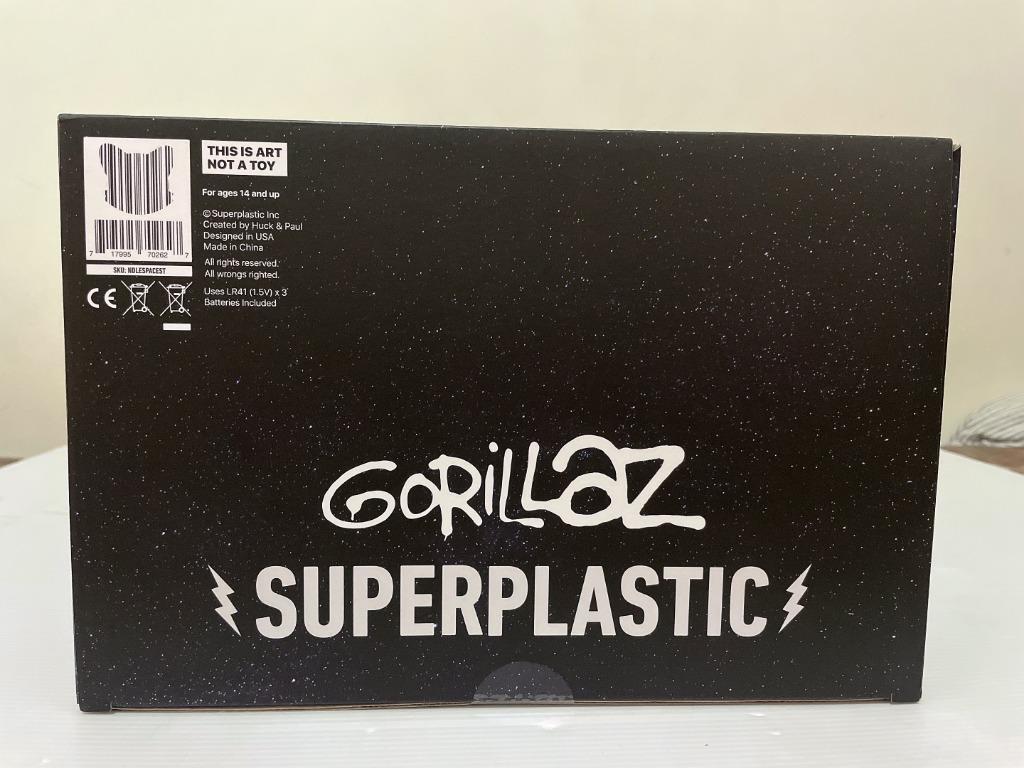 THIS IS ART
NOT A TOY
For ages 14 and up
©Superplastic Inc
Created by Huck & Paul
Designed in USA
Made in China
All rights reserved.
All wrongs righted.
Uses LR41 (1.5V) x 3
Batteries Included
7 17995 70262 7
SKU: NDLESPACEST
CE
GORILLAZ
SUPERPLASTIC